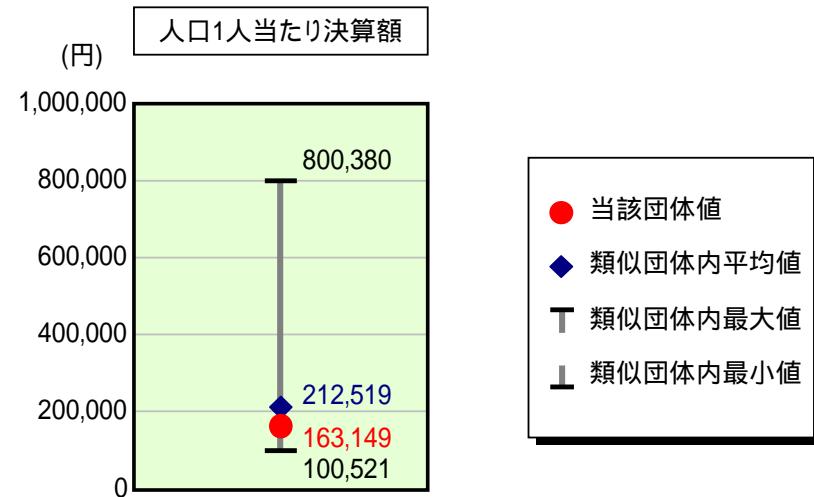 人口1人当たり決算額
(円)
1,000,000
800,000
600,000
400,000
200,000
0
800,380
212,519
163,149
100,521
当該団体値
類似団体内平均値
類似団体内最大値
類似団体内最小値